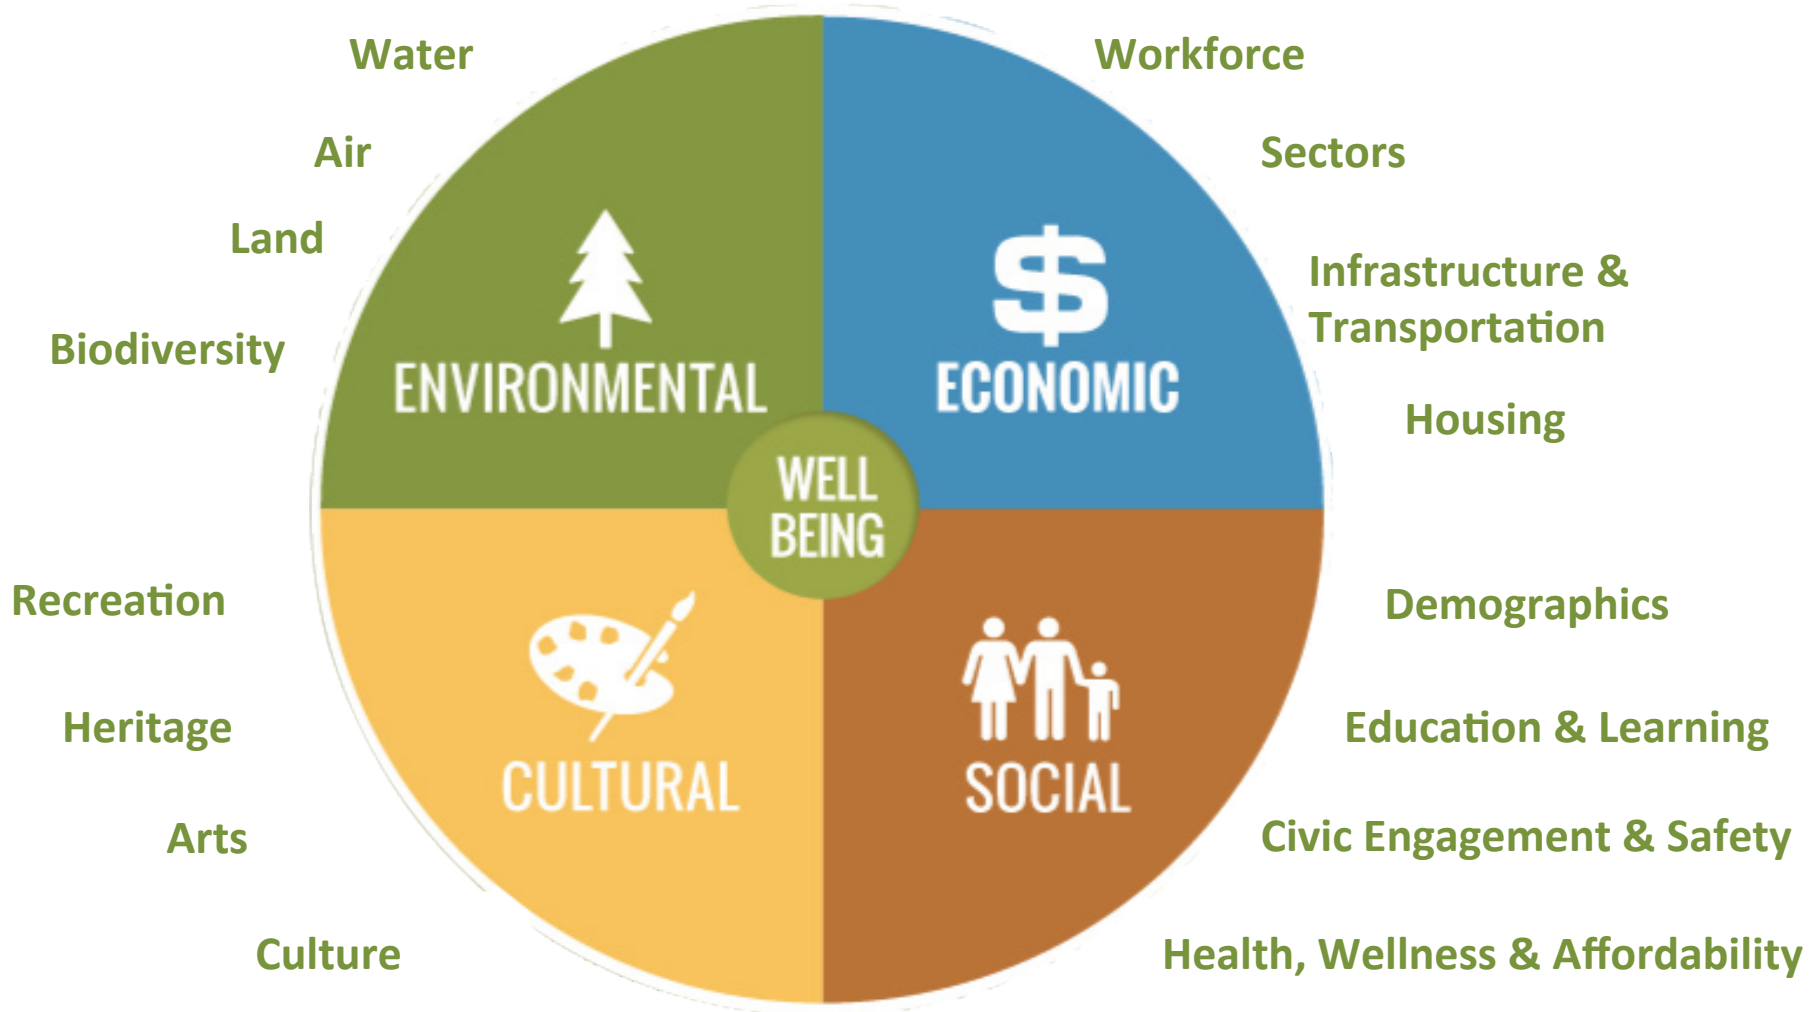 Water
Air
Land
Biodiversity
ENVIRONMENTAL
Workforce
Sectors
Infrastructure &
Transportation
Housing
$
ECONOMIC
WELL
BEING
Recreation
Heritage
Arts
Culture
CULTURAL
Demographics
Education & Learning
Civic Engagement & Safety
Health, Wellness & Affordability
SOCIAL